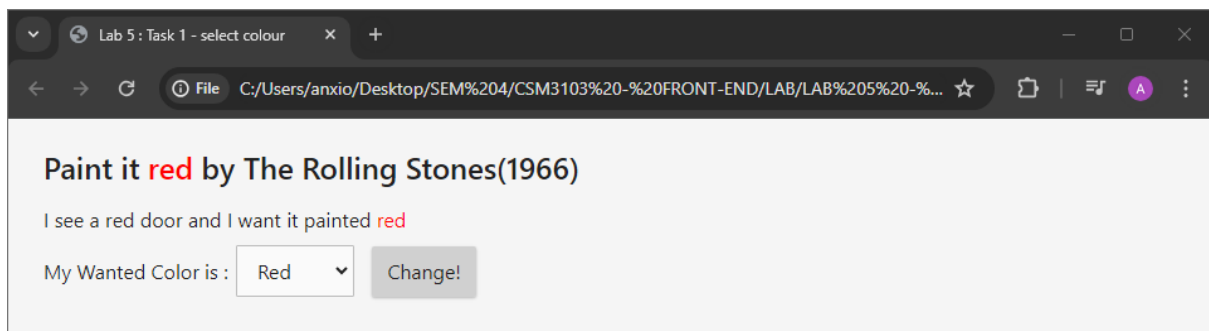 Lab 5 : Task 1 - select colour
File C:/Users/anxio/Desktop/SEM%204/CSM3103%20-%20FRONT-END/LAB/LAB%205%20-%... A
Paint it red by The Rolling Stones(1966)
I see a red door and I want it painted red
My Wanted Color is : Red Change!